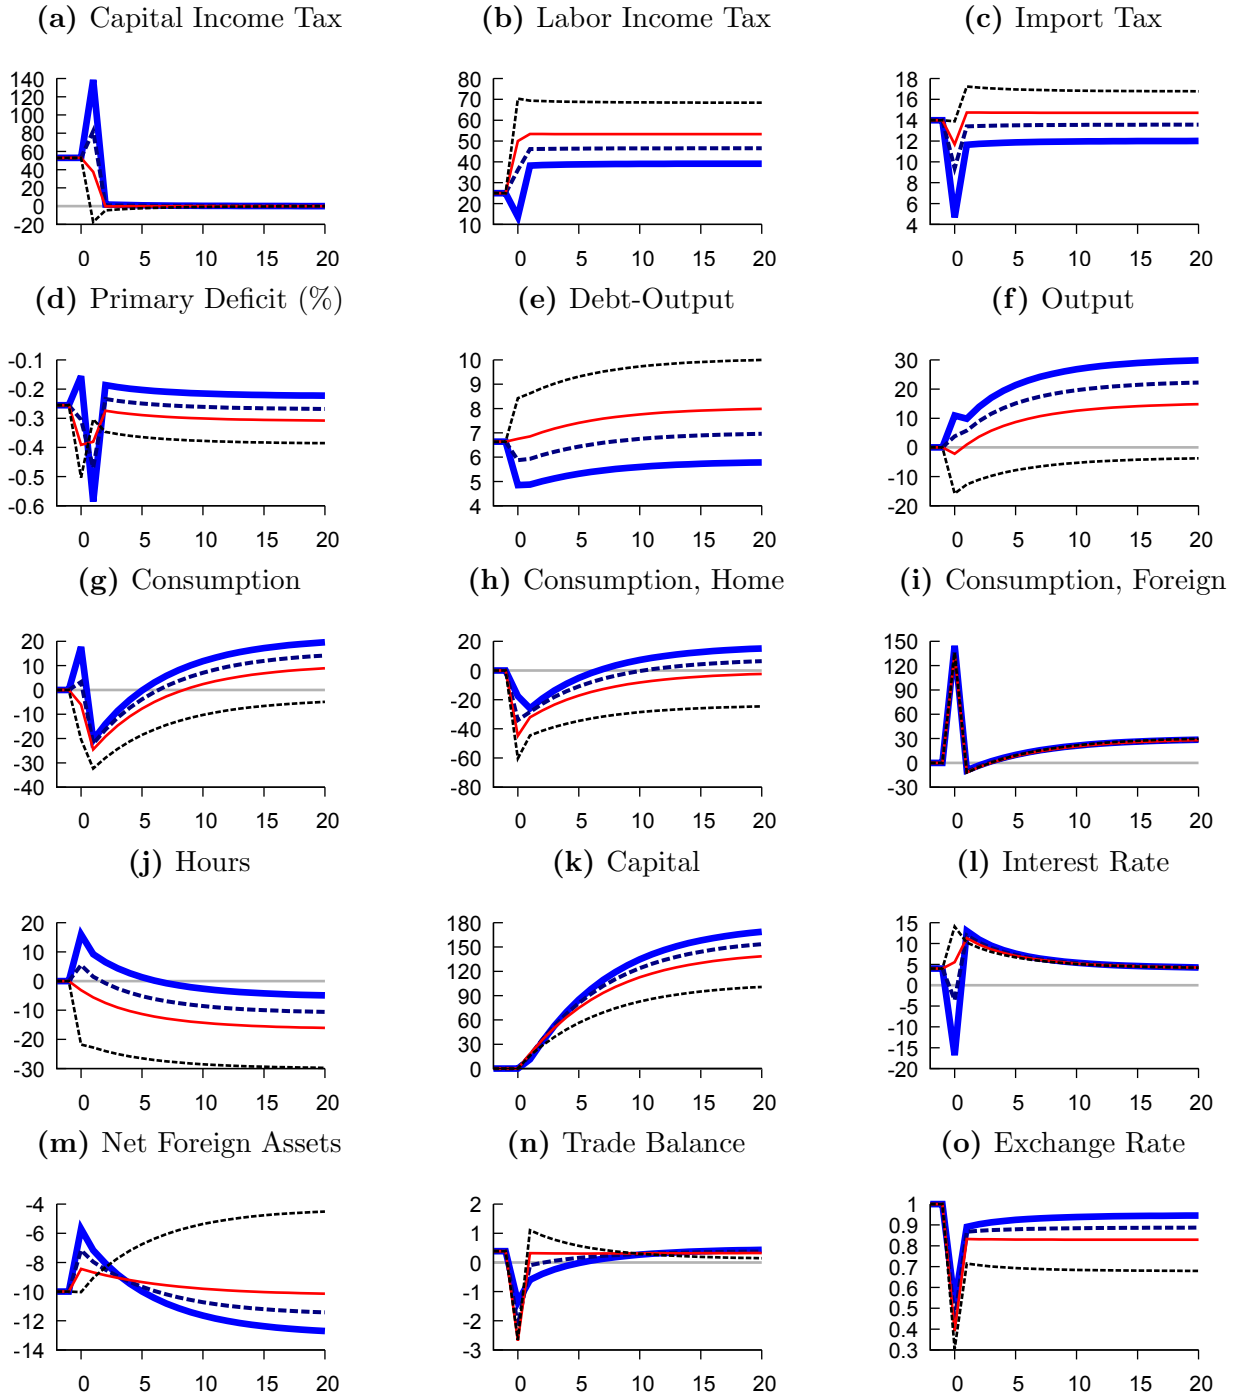 (a) Capital Income Tax (b) Labor Income Tax (c) Import Tax
140 80 18
120 70 16
100 60 14
80 50 12
60 40 10
40 30 8
20 20 6
0 10 4
-20
0 5 10 15 20 0 5 10 15 20 0 5 10 15 20
(d) Primary Deficit (%) (e) Debt-Output (f) Output
-0.1 10 30
-0.2 9 20
-0.3 8 10
-0.4 7 0
-0.5 6 -10
-0.6 5 -20
4
0 5 10 15 20 0 5 10 15 20 0 5 10 15 20
(g) Consumption (h) Consumption, Home (i) Consumption, Foreign
20 20 150
10 0 120
0 -20 90
-10 -40 60
-20 -60 30
-30 -80 0
-40 -30
0 5 10 15 20 0 5 10 15 20 0 5 10 15 20
(j) Hours (k) Capital (l) Interest Rate
20 180 15
10 150 10
0 120 5
-10 90 0
-20 60 -5
-30 30 -10
0 -15
-20
0 5 10 15 20 0 5 10 15 20 0 5 10 15 20
(m) Net Foreign Assets (n) Trade Balance (o) Exchange Rate
-4 2 1
-6 1 0.9
-8 0 0.8
-10 -1 0.7
-12 -2 0.6
-14 -3 0.5
0.4
0.3
0 5 10 15 20 0 5 10 15 20 0 5 10 15 20